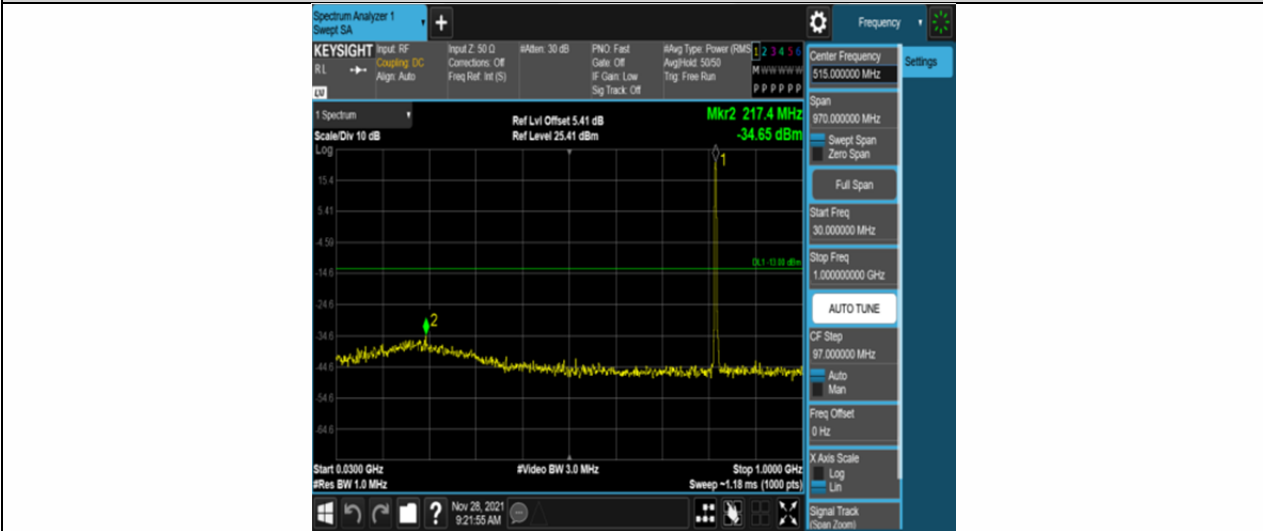 Spectrum Analyzer 1
Swept SA
+
Frequency
KEYSIGHT
Input: RF
Coupling: DC
Align: Auto
RL
LV
Input Z: 50 Ω
Corrections: Off
Freq Ref: Int (S)
#Atten: 30 dB
PNO: Fast
Gate: Off
IF Gain: Low
Sig Track: Off
#Avg Type: Power (RMS
Avg|Hold: 50/50
Trig: Free Run
1 2 3 4 5 6
M W W W W W
P P P P P P
Center Frequency
515.000000 MHz
Settings
1 Spectrum
Scale/Div 10 dB
Ref Lvl Offset 5.41 dB
Ref Level 25.41 dBm
Mkr2 217.4 MHz
-34.65 dBm
Span
970.000000 MHz
Swept Span
Zero Span
Full Span
Log
1
15.4
5.41
-4.59
-14.6
-24.6
-34.6
-44.6
-54.6
-64.6
DL1 -13.00 dBm
2
Start Freq
30.000000 MHz
Stop Freq
1.000000000 GHz
AUTO TUNE
CF Step
97.000000 MHz
Auto
Man
Freq Offset
0 Hz
X Axis Scale
Log
Lin
Signal Track
(Span Zoom)
Start 0.0300 GHz
#Video BW 3.0 MHz
Stop 1.0000 GHz
#Res BW 1.0 MHz
Sweep ~1.18 ms (1000 pts)
?
Nov 28, 2021
9:21:55 AM